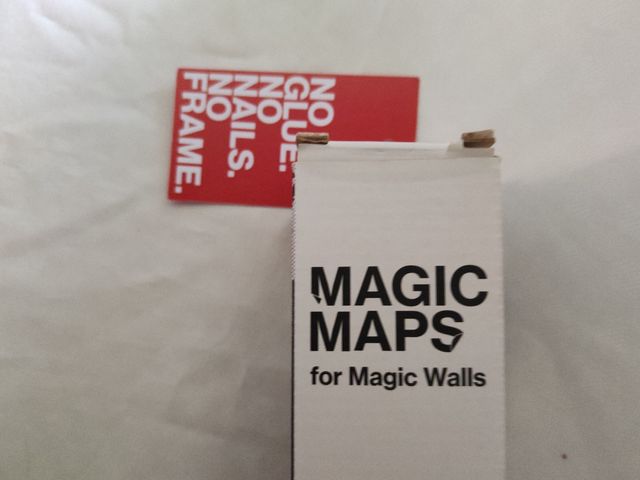 NO
GLUE.
NO
NAILS.
NO
FRAME.
MAGIC
MAPS
for Magic Walls